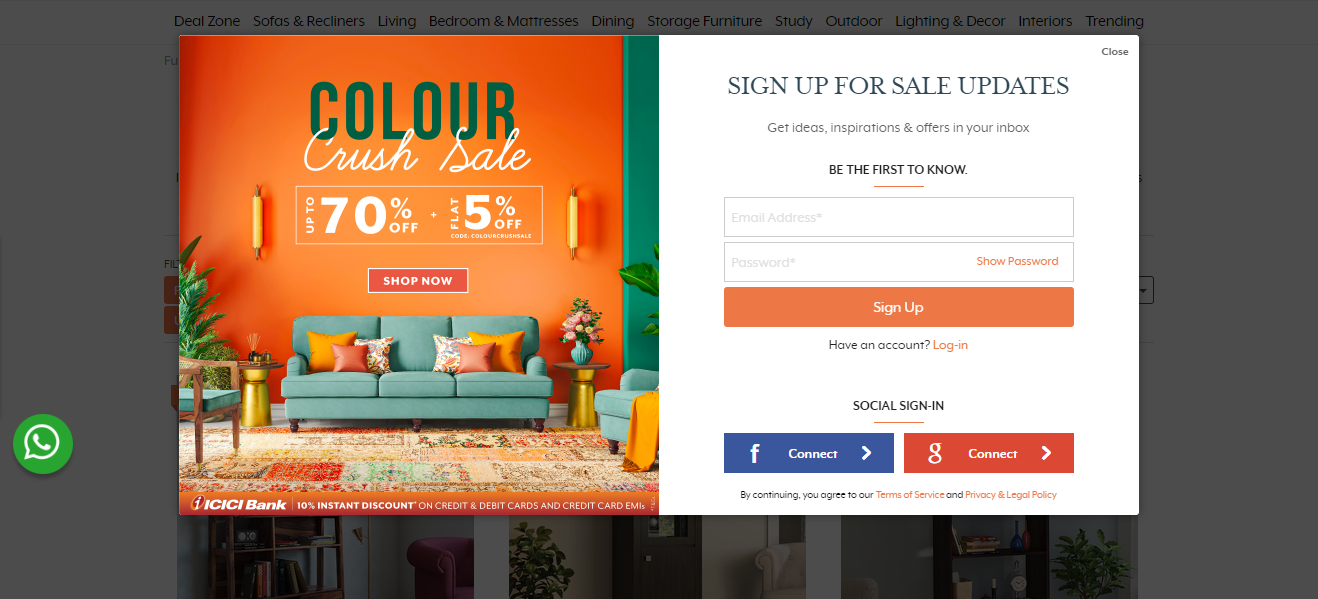 Deal Zone Sofas & Recliners Living Bedroom & Mattresses Dining Storage Furniture Study Outdoor Lighting & Decor Interiors Trending
Close
COLOUR
Crush Sale
UP TO 70% OFF + FLAT 5% OFF
CODE: COLOURCRUSHSALE
SHOP NOW
ICICI Bank | 10% INSTANT DISCOUNT* ON CREDIT & DEBIT CARDS AND CREDIT CARD EMIs
SIGN UP FOR SALE UPDATES
Get ideas, inspirations & offers in your inbox
BE THE FIRST TO KNOW.
Email Address*
Password*
Show Password
Sign Up
Have an account? Log-in
SOCIAL SIGN-IN
f Connect
g Connect
By continuing, you agree to our Terms of Service and Privacy & Legal Policy